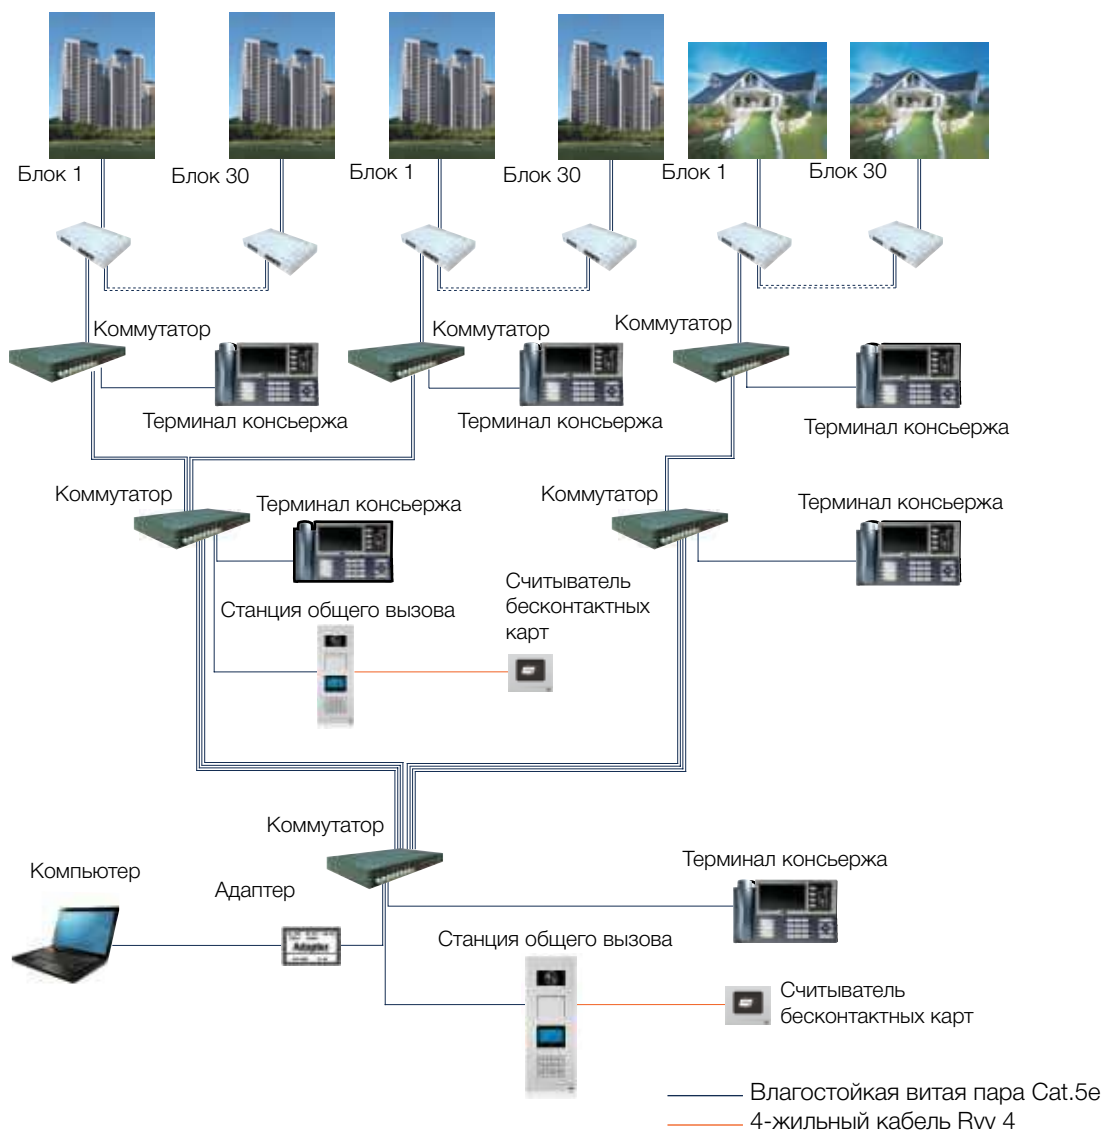 Блок 1
Блок 30
Блок 1
Блок 30
Блок 1
Блок 30
Коммутатор
Коммутатор
Коммутатор
Терминал консьержа
Терминал консьержа
Терминал консьержа
Коммутатор
Терминал консьержа
Коммутатор
Терминал консьержа
Станция общего вызова
Считыватель
бесконтактных
карт
Коммутатор
Терминал консьержа
Компьютер
Адаптер
Adapter
Станция общего вызова
Считыватель
бесконтактных карт
Влагостойкая витая пара Cat.5e
4-жильный кабель Rvv 4